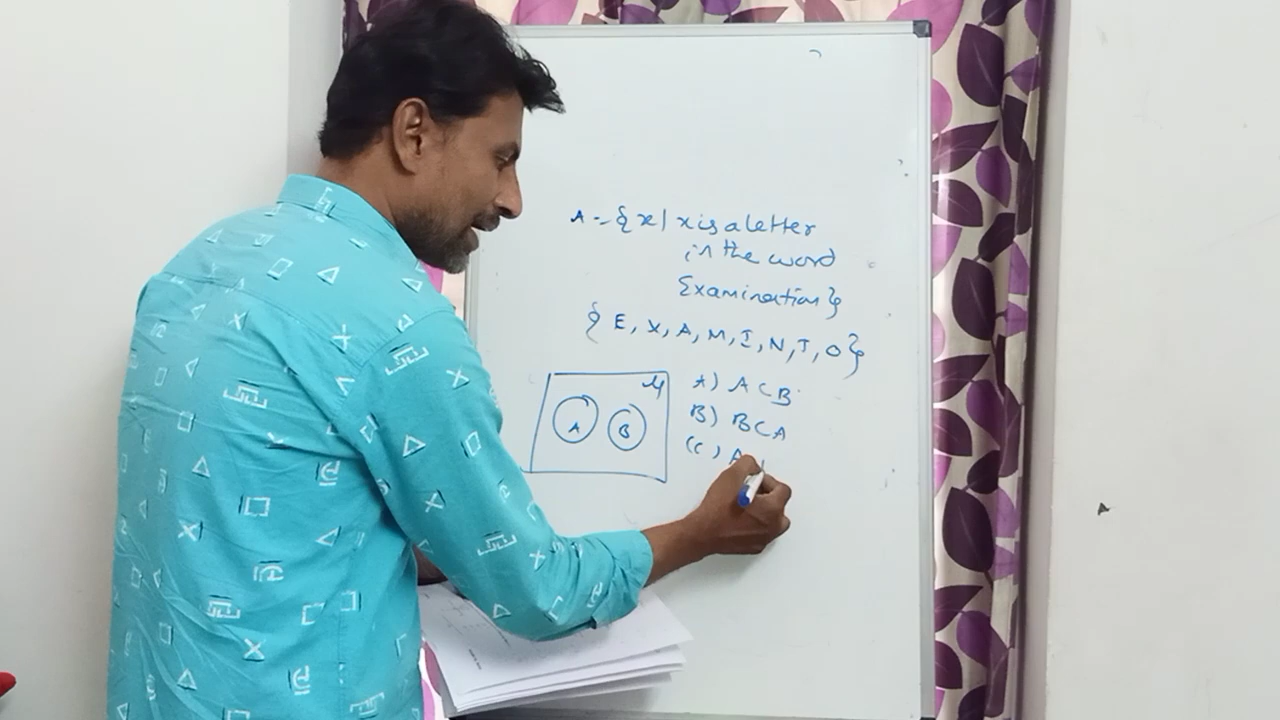 A = {x | x is a letter
in the word
Examination}
{E, X, A, M, I, N, T, O}
μ
A B
A) A ⊂ B
B) B ⊂ A
(C) A